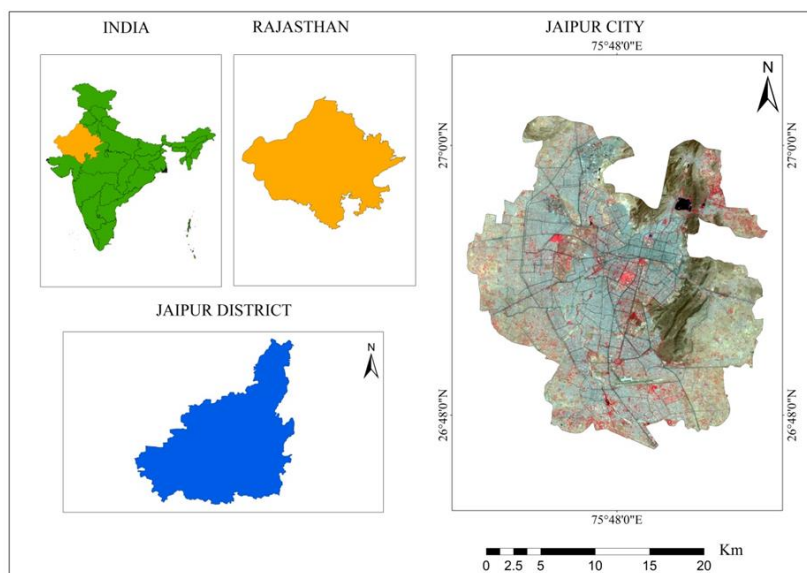 INDIA
RAJASTHAN
JAIPUR CITY
75°48'0"E
N
27°0'0"N
27°0'0"N
JAIPUR DISTRICT
N
26°48'0"N
26°48'0"N
75°48'0"E
Km
0 2.5 5 10 15 20